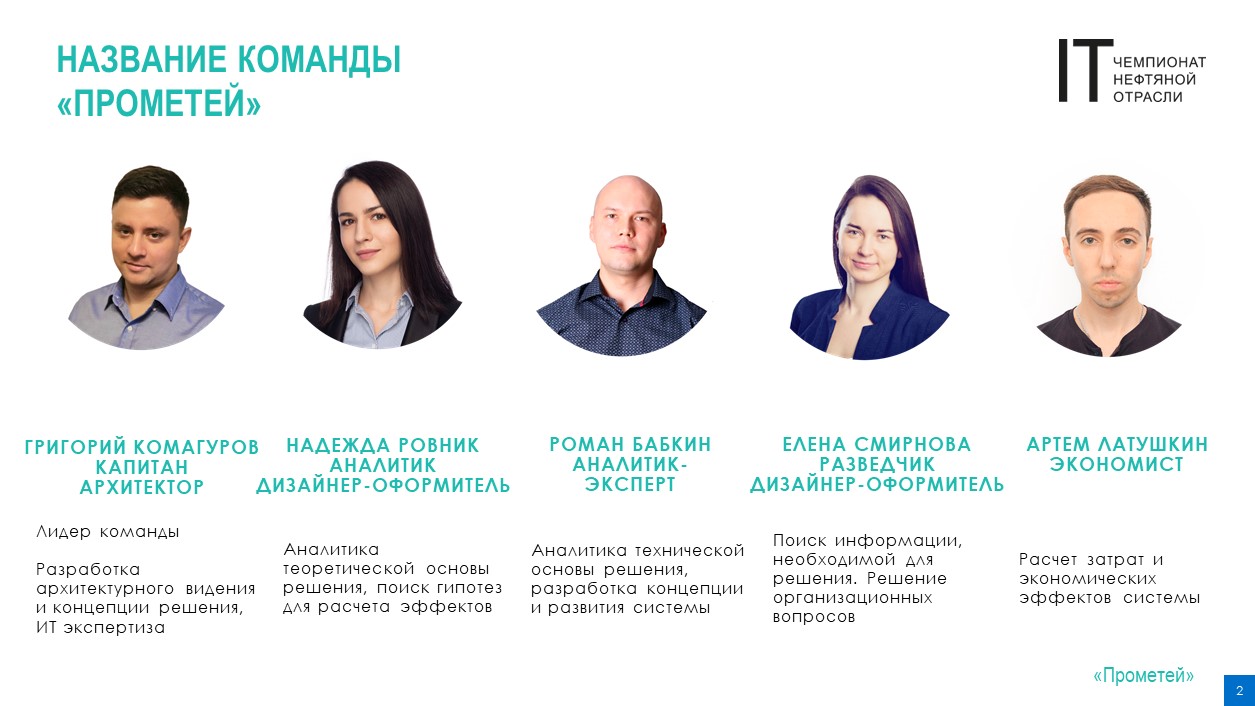 НАЗВАНИЕ КОМАНДЫ
«ПРОМЕТЕЙ»
IT
ЧЕМПИОНАТ
НЕФТЯНОЙ
ОТРАСЛИ
ГРИГОРИЙ КОМАГУРОВ
КАПИТАН
АРХИТЕКТОР
Лидер команды
Разработка
архитектурного видения
и концепции решения,
ИТ экспертиза
НАДЕЖДА РОВНИК
АНАЛИТИК
ДИЗАЙНЕР-ОФОРМИТЕЛЬ
Аналитика
теоретической основы
решения, поиск гипотез
для расчета эффектов
РОМАН БАБКИН
АНАЛИТИК-
ЭКСПЕРТ
Аналитика технической
основы решения,
разработка концепции
и развития системы
ЕЛЕНА СМИРНОВА
РАЗВЕДЧИК
ДИЗАЙНЕР-ОФОРМИТЕЛЬ
Поиск информации,
необходимой для
решения. Решение
организационных
вопросов
АРТЕМ ЛАТУШКИН
ЭКОНОМИСТ
Расчет затрат и
экономических
эффектов системы
«Прометей»
2